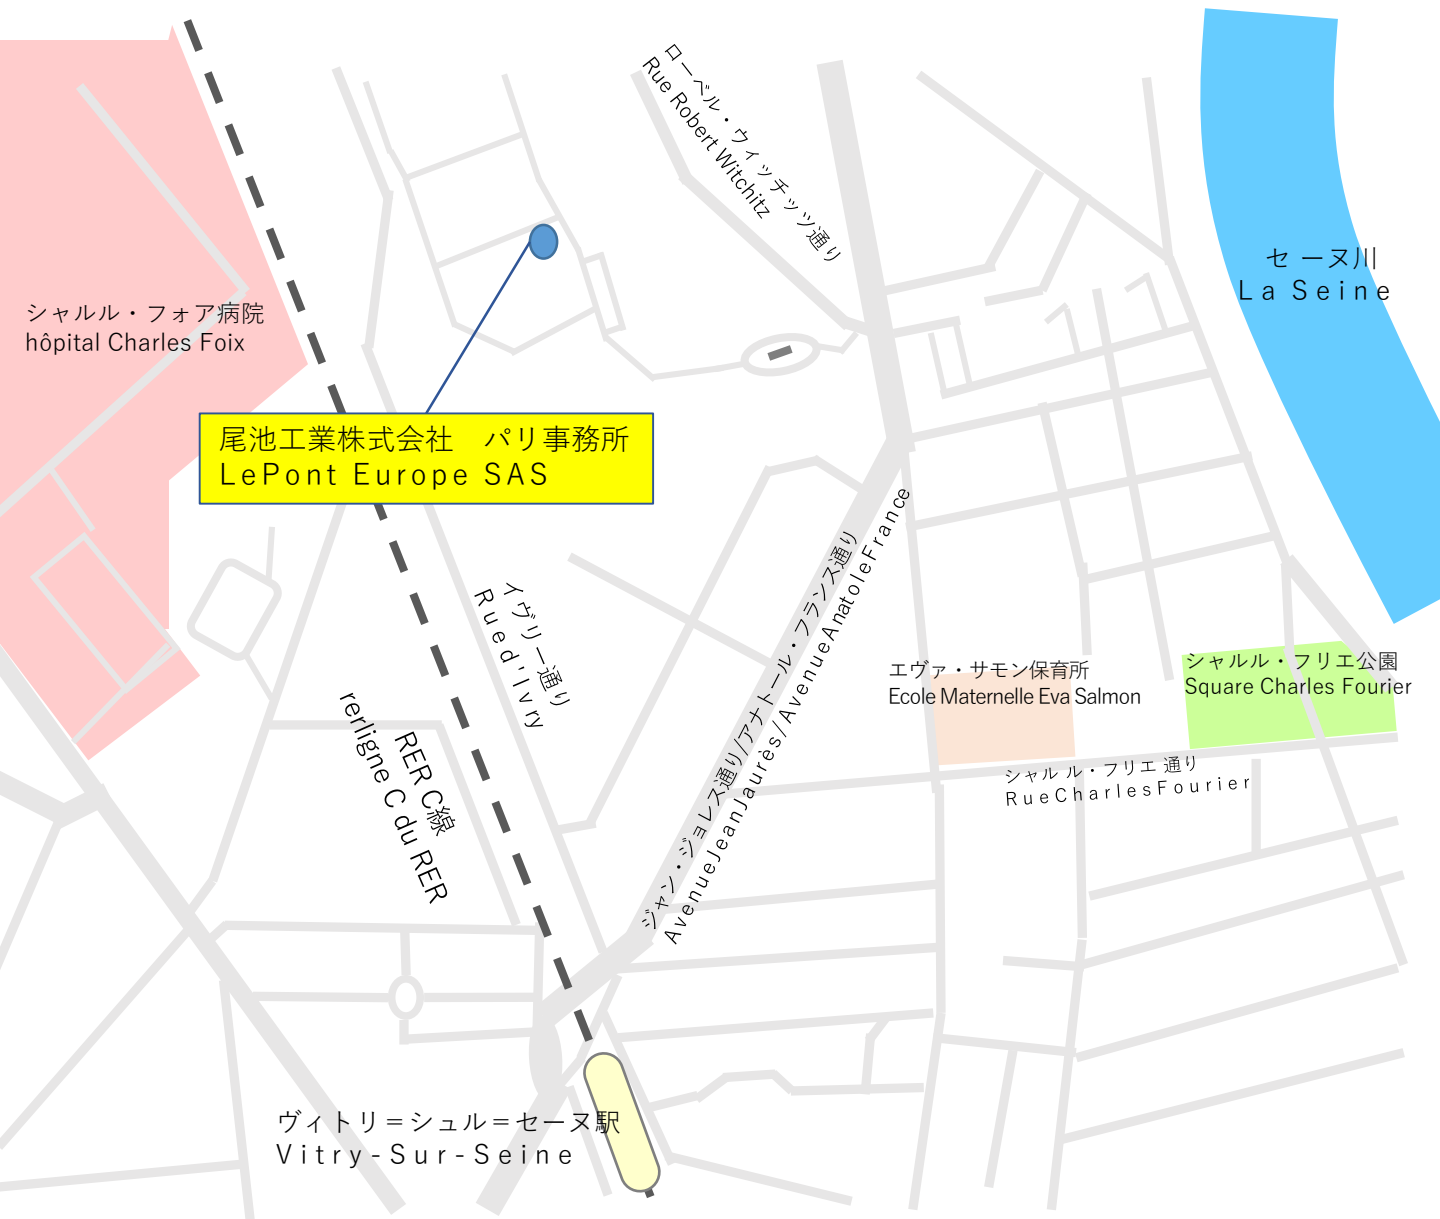 ローベル・ウィッチッツ通り
Rue Robert Witchitz
セーヌ川
La Seine
シャルル・フォア病院
hôpital Charles Foix
尾池工業株式会社　パリ事務所
LePont Europe SAS
イヴリー通り
Rued'Ivry
ジャン・ジョレス通り/アナトール・フランス通り
AvenueJeanJaurès/AvenueAnatoleFrance
エヴァ・サモン保育所
Ecole Maternelle Eva Salmon
シャルル・フリエ公園
Square Charles Fourier
RER C線
rerligne C du RER
シャルル・フリエ 通り
RueCharlesFourier
ヴィトリ＝シュル＝セーヌ駅
Vitry-Sur-Seine